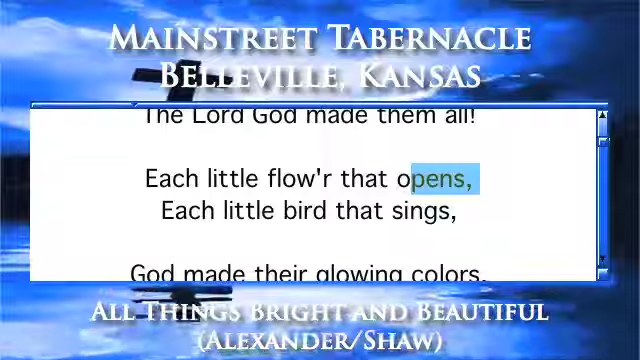 Mainstreet Tabernacle
Belleville, Kansas
The Lord God made them all!
Each little flow'r that opens,
Each little bird that sings,
God made their glowing colors,
All Things Bright and Beautiful
(Alexander/Shaw)